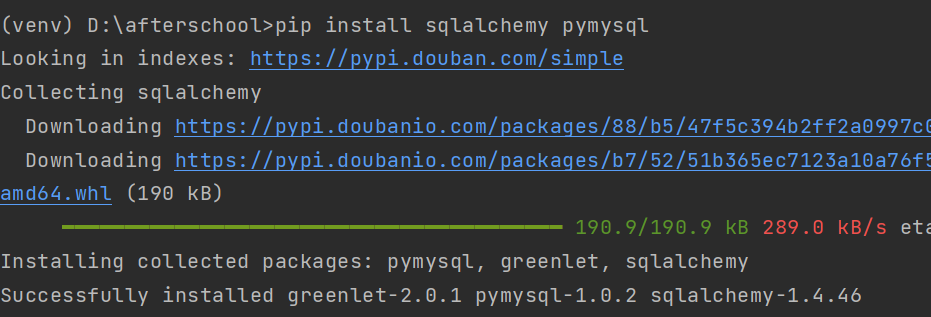 (venv) D:\afterschool>pip install sqlalchemy pymysql
Looking in indexes: https://pypi.douban.com/simple
Collecting sqlalchemy
  Downloading https://pypi.doubanio.com/packages/88/b5/47f5c394b2ff2a0997c0
  Downloading https://pypi.doubanio.com/packages/b7/52/51b365ec7123a10a76f5
amd64.whl (190 kB)
190.9/190.9 kB 289.0 kB/s eta
Installing collected packages: pymysql, greenlet, sqlalchemy
Successfully installed greenlet-2.0.1 pymysql-1.0.2 sqlalchemy-1.4.46